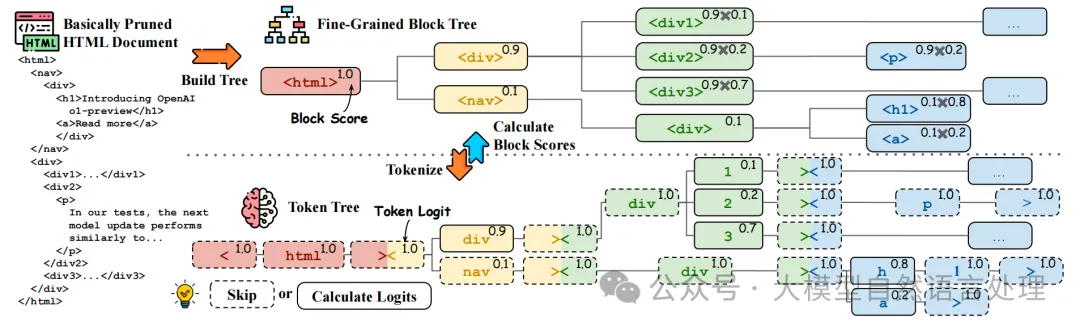 Basically Pruned
HTML Document
HTML
<html>
<nav>
<div>
<h1>Introducing OpenAI
o1-preview</h1>
<a>Read more</a>
</div>
</nav>
<div>
<div1>...</div1>
<div2>
<p>
In our tests, the next
model update performs
similarly to...
</p>
</div2>
<div3>...</div3>
</div>
</html>
Build Tree
Fine-Grained Block Tree
<html> 1.0
Block Score
<div> 0.9
<nav> 0.1
<div1> 0.9×0.1
<div2> 0.9×0.2
<div3> 0.9×0.7
<div> 0.1
...
<p> 0.9×0.2
...
<h1> 0.1×0.8
<a> 0.1×0.2
Calculate
Block Scores
Tokenize
Token Tree
Token Logit
< 1.0
html 1.0
>< 1.0
div 0.9
>< 1.0
div 1.0
1 0.1
>< 1.0
...
2 0.2
>< 1.0
p 1.0
> 1.0
3 0.7
>< 1.0
...
nav 0.1
>< 1.0
div 1.0
>< 1.0
h 0.8
1 1.0
> 1.0
a 0.2
> 1.0
Skip or Calculate Logits
公众号·大模型自然语言处理